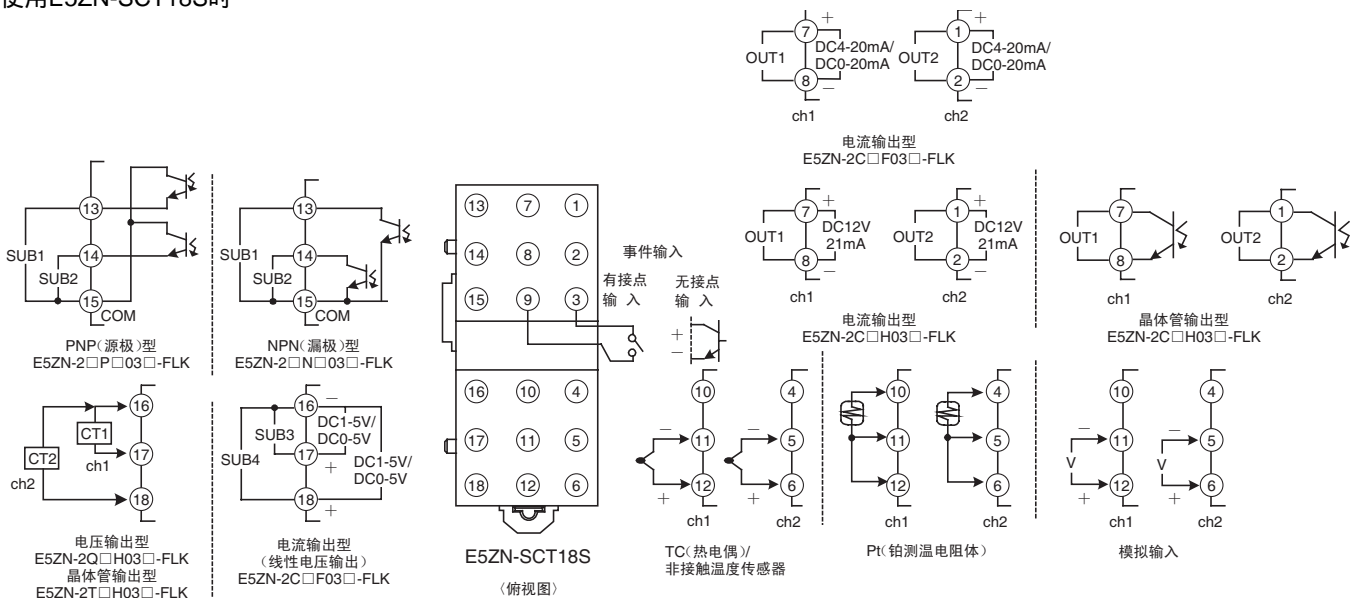 使用E5ZN-SCT18S时
7
+
OUT1
DC4-20mA/
DC0-20mA
8
−
ch1
1
+
OUT2
DC4-20mA/
DC0-20mA
2
−
ch2
电流输出型
E5ZN-2C□F03□-FLK
13
SUB1
14
SUB2
15
COM
PNP(源极)型
E5ZN-2□P□03□-FLK
13
SUB1
14
SUB2
15
COM
NPN(漏极)型
E5ZN-2□N□03□-FLK
13 7 1
14 8 2
15 9 3
16 10 4
17 11 5
18 12 6
E5ZN-SCT18S
〈俯视图〉
事件输入
有接点
输 入
无接点
输 入
+
−
7
+
OUT1
DC12V
21mA
8
−
ch1
1
+
OUT2
DC12V
21mA
2
−
ch2
电流输出型
E5ZN-2C□H03□-FLK
7
OUT1
8
ch1
1
OUT2
2
ch2
晶体管输出型
E5ZN-2C□H03□-FLK
16
CT1
17
ch1
CT2
ch2
18
电压输出型
E5ZN-2Q□H03□-FLK
晶体管输出型
E5ZN-2T□H03□-FLK
16
−
SUB3
DC1-5V/
DC0-5V
17
+
SUB4
DC1-5V/
DC0-5V
18
+
电流输出型
(线性电压输出)
E5ZN-2C□F03□-FLK
10
−
11
+
12
ch1
4
−
5
+
6
ch2
TC(热电偶)/
非接触温度传感器
10
11
12
ch1
4
5
6
ch2
Pt(铂测温电阻体)
10
−
11
V
+
12
ch1
4
−
5
V
+
6
ch2
模拟输入